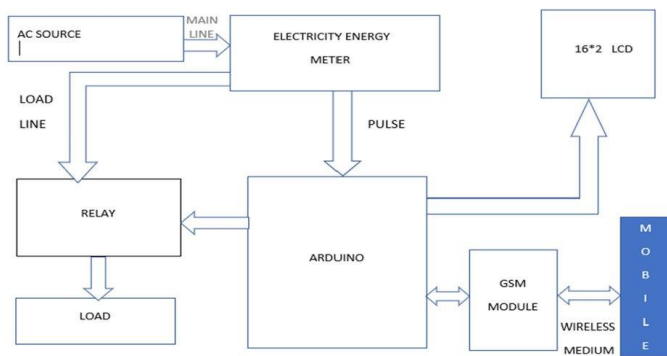 AC SOURCE
MAIN
LINE
ELECTRICITY ENERGY
METER
16*2 LCD
LOAD
LINE
PULSE
RELAY
ARDUINO
GSM
MODULE
M
O
B
I
L
E
LOAD
WIRELESS
MEDIUM